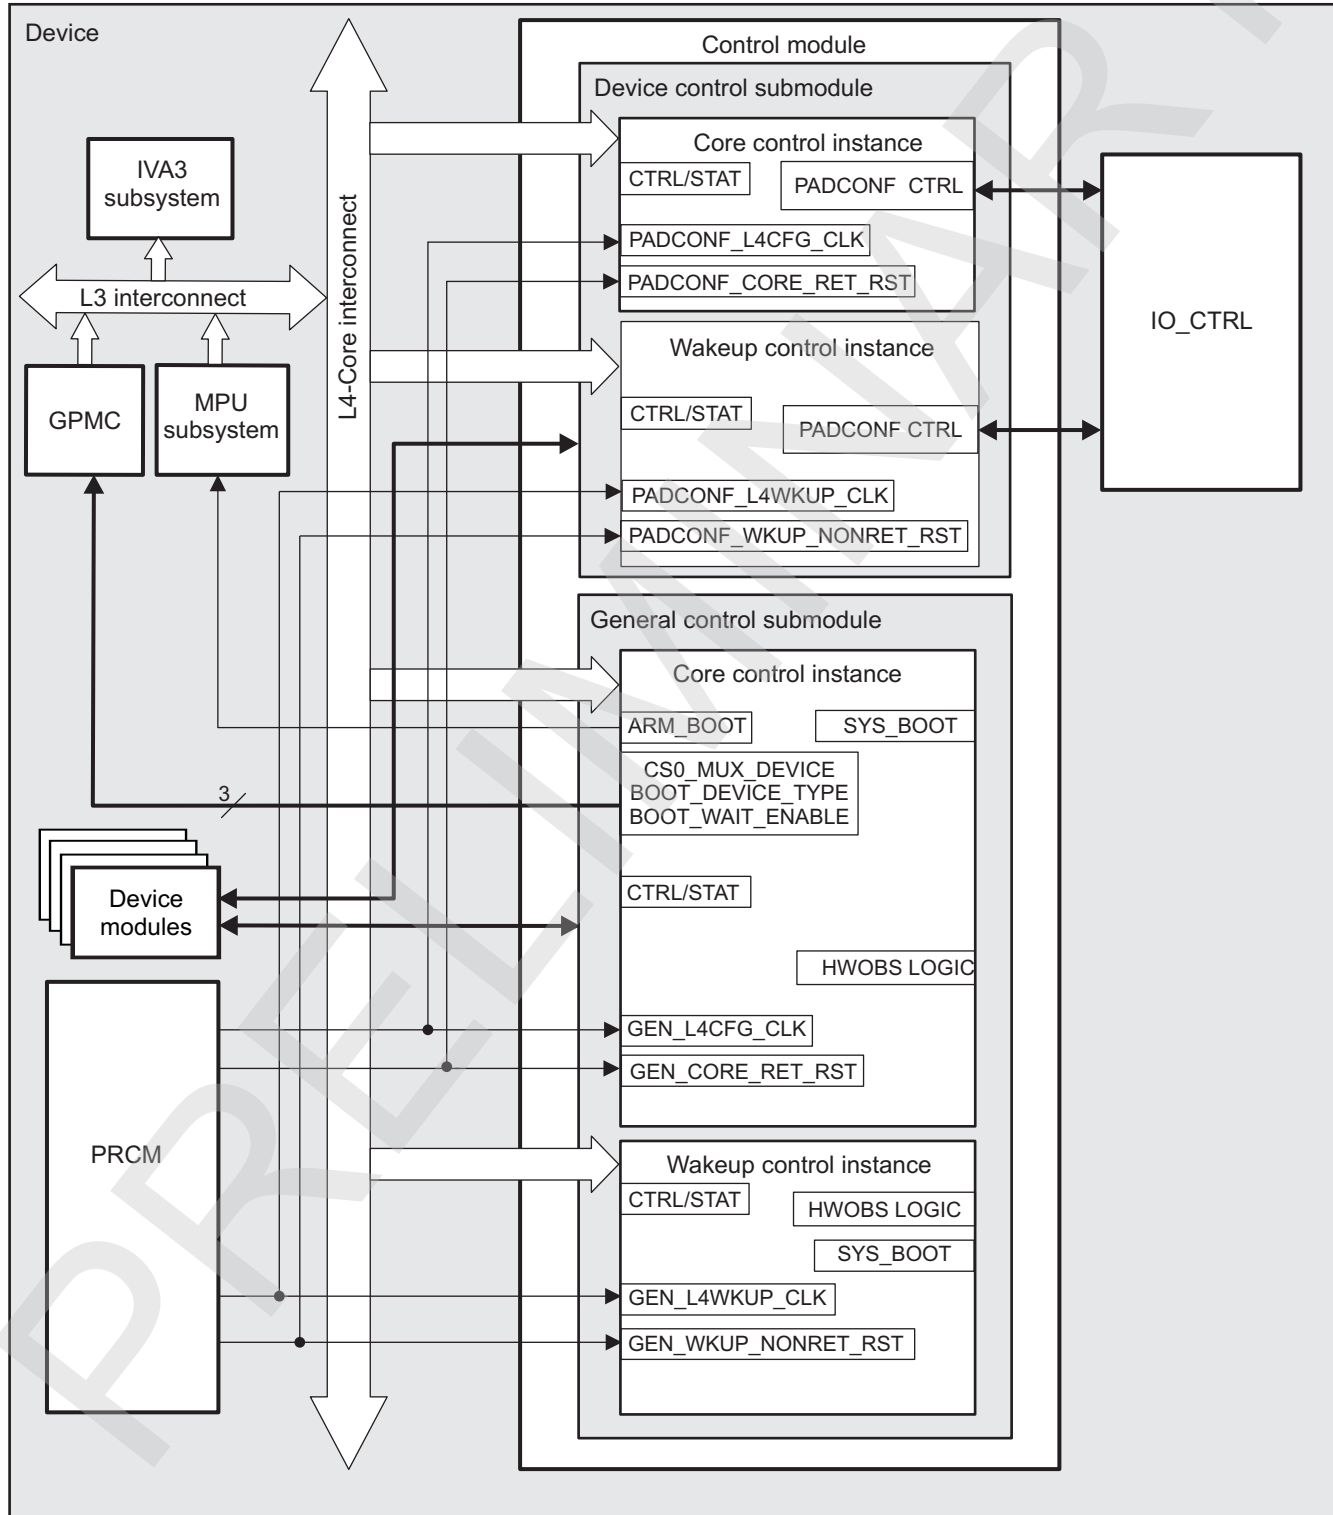 Device
Control module
Device control submodule
Core control instance
CTRL/STAT
PADCONF CTRL
PADCONF_L4CFG_CLK
PADCONF_CORE_RET_RST
Wakeup control instance
CTRL/STAT
PADCONF CTRL
PADCONF_L4WKUP_CLK
PADCONF_WKUP_NONRET_RST
IO_CTRL
IVA3
subsystem
L3 interconnect
L4-Core interconnect
GPMC
MPU
subsystem
General control submodule
Core control instance
ARM_BOOT
SYS_BOOT
CS0_MUX_DEVICE
BOOT_DEVICE_TYPE
BOOT_WAIT_ENABLE
3
CTRL/STAT
Device
modules
HWOBS LOGIC
GEN_L4CFG_CLK
GEN_CORE_RET_RST
PRCM
Wakeup control instance
CTRL/STAT
HWOBS LOGIC
SYS_BOOT
GEN_L4WKUP_CLK
GEN_WKUP_NONRET_RST
PRELIMINARY